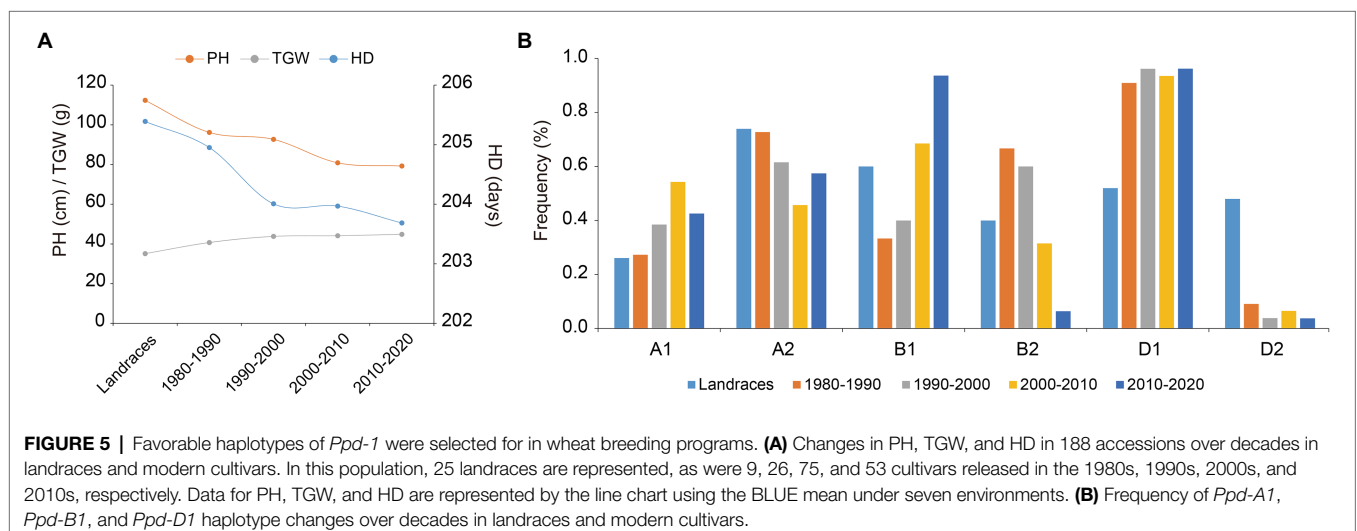 A
PH TGW HD
PH (cm) / TGW (g)
120
100
80
60
40
20
0
206
205
204
203
202
HD (days)
Landraces
1980-1990
1990-2000
2000-2010
2010-2020
B
Frequency (%)
1.0
0.8
0.6
0.4
0.2
0.0
A1 A2 B1 B2 D1 D2
Landraces 1980-1990 1990-2000 2000-2010 2010-2020
FIGURE 5 | Favorable haplotypes of Ppd-1 were selected for in wheat breeding programs. (A) Changes in PH, TGW, and HD in 188 accessions over decades in
landraces and modern cultivars. In this population, 25 landraces are represented, as were 9, 26, 75, and 53 cultivars released in the 1980s, 1990s, 2000s, and
2010s, respectively. Data for PH, TGW, and HD are represented by the line chart using the BLUE mean under seven environments. (B) Frequency of Ppd-A1,
Ppd-B1, and Ppd-D1 haplotype changes over decades in landraces and modern cultivars.